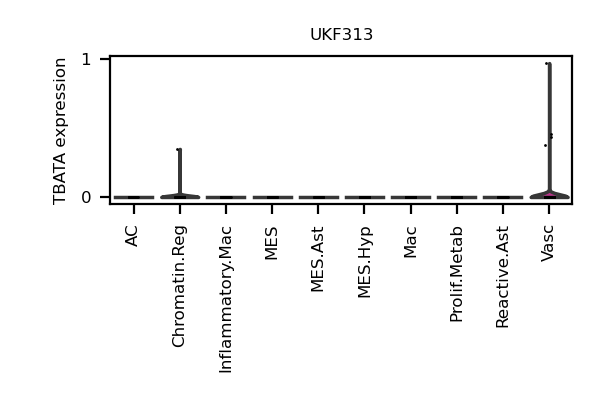 UKF313
TBATA expression
1
0
AC
Chromatin.Reg
Inflammatory.Mac
MES
MES.Ast
MES.Hyp
Mac
Prolif.Metab
Reactive.Ast
Vasc